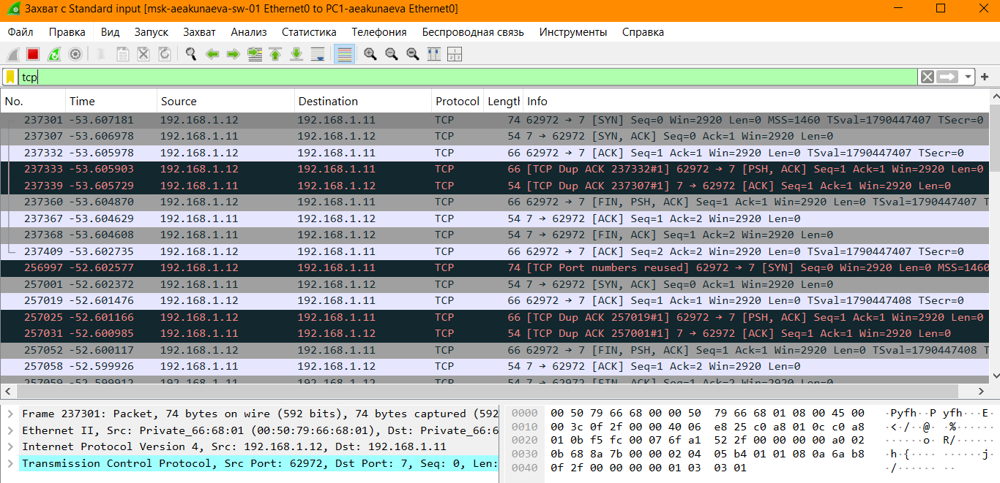 Захват с Standard input [msk-aeakunaeva-sw-01 Ethernet0 to PC1-aeakunaeva Ethernet0]
Файл Правка Вид Запуск Захват Анализ Статистика Телефония Беспроводная связь Инструменты Справка
tcp
No. Time Source Destination Protocol Lengtl Info
237301 -53.607181 192.168.1.12 192.168.1.11 TCP 74 62972 → 7 [SYN] Seq=0 Win=2920 Len=0 MSS=1460 TSval=1790447407 TSecr=0
237307 -53.606978 192.168.1.11 192.168.1.12 TCP 54 7 → 62972 [SYN, ACK] Seq=0 Ack=1 Win=2920 Len=0
237332 -53.605978 192.168.1.12 192.168.1.11 TCP 66 62972 → 7 [ACK] Seq=1 Ack=1 Win=2920 Len=0 TSval=1790447407 TSecr=0
237333 -53.605903 192.168.1.12 192.168.1.11 TCP 66 [TCP Dup ACK 237332#1] 62972 → 7 [PSH, ACK] Seq=1 Ack=1 Win=2920 Len=0
237339 -53.605729 192.168.1.11 192.168.1.12 TCP 54 [TCP Dup ACK 237307#1] 7 → 62972 [ACK] Seq=1 Ack=1 Win=2920 Len=0
237360 -53.604870 192.168.1.12 192.168.1.11 TCP 66 62972 → 7 [FIN, PSH, ACK] Seq=1 Ack=1 Win=2920 Len=0 TSval=1790447407 T
237367 -53.604629 192.168.1.11 192.168.1.12 TCP 54 7 → 62972 [ACK] Seq=1 Ack=2 Win=2920 Len=0
237368 -53.604608 192.168.1.11 192.168.1.12 TCP 54 7 → 62972 [FIN, ACK] Seq=1 Ack=2 Win=2920 Len=0
237409 -53.602735 192.168.1.12 192.168.1.11 TCP 66 62972 → 7 [ACK] Seq=2 Ack=2 Win=2920 Len=0 TSval=1790447407 TSecr=0
256997 -52.602577 192.168.1.12 192.168.1.11 TCP 74 [TCP Port numbers reused] 62972 → 7 [SYN] Seq=0 Win=2920 Len=0 MSS=1460
257001 -52.602372 192.168.1.11 192.168.1.12 TCP 54 7 → 62972 [SYN, ACK] Seq=0 Ack=1 Win=2920 Len=0
257019 -52.601476 192.168.1.12 192.168.1.11 TCP 66 62972 → 7 [ACK] Seq=1 Ack=1 Win=2920 Len=0 TSval=1790447408 TSecr=0
257025 -52.601166 192.168.1.12 192.168.1.11 TCP 66 [TCP Dup ACK 257019#1] 62972 → 7 [PSH, ACK] Seq=1 Ack=1 Win=2920 Len=0
257031 -52.600985 192.168.1.11 192.168.1.12 TCP 54 [TCP Dup ACK 257001#1] 7 → 62972 [ACK] Seq=1 Ack=1 Win=2920 Len=0
257052 -52.600117 192.168.1.12 192.168.1.11 TCP 66 62972 → 7 [FIN, PSH, ACK] Seq=1 Ack=1 Win=2920 Len=0 TSval=1790447408 T
257058 -52.599926 192.168.1.11 192.168.1.12 TCP 54 7 → 62972 [ACK] Seq=1 Ack=2 Win=2920 Len=0
257059 -52.599912 192.168.1.11 192.168.1.12 TCP 54 7 → 62972 [FIN, ACK] Seq=1 Ack=2 Win=2920 Len=0
Frame 237301: Packet, 74 bytes on wire (592 bits), 74 bytes captured (592
Ethernet II, Src: Private_66:68:01 (00:50:79:66:68:01), Dst: Private_66:6
Internet Protocol Version 4, Src: 192.168.1.12, Dst: 192.168.1.11
Transmission Control Protocol, Src Port: 62972, Dst Port: 7, Seq: 0, Len:
0000 00 50 79 66 68 00 00 50 79 66 68 01 08 00 45 00 ·Pyfh··P yfh···E·
0010 00 3c 0f 2f 00 00 40 06 e8 25 c0 a8 01 0c c0 a8 ·<·/··@· ·%······
0020 01 0b f5 fc 00 07 6f a1 52 2f 00 00 00 00 a0 02 ······o· R/······
0030 0b 68 8a 7b 00 00 02 04 05 b4 01 01 08 0a 6a b8 ·h·{···· ······j·
0040 0f 2f 00 00 00 00 01 03 03 01 ·/······ ··